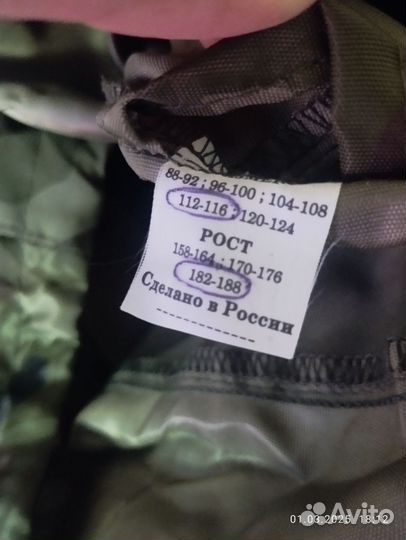 88-92 ; 96-100 ; 104-108
112-116 ; 120-124
РОСТ
158-164 ; 170-176
182-188
Сделано в России
01.03.2025 18:12
Avito